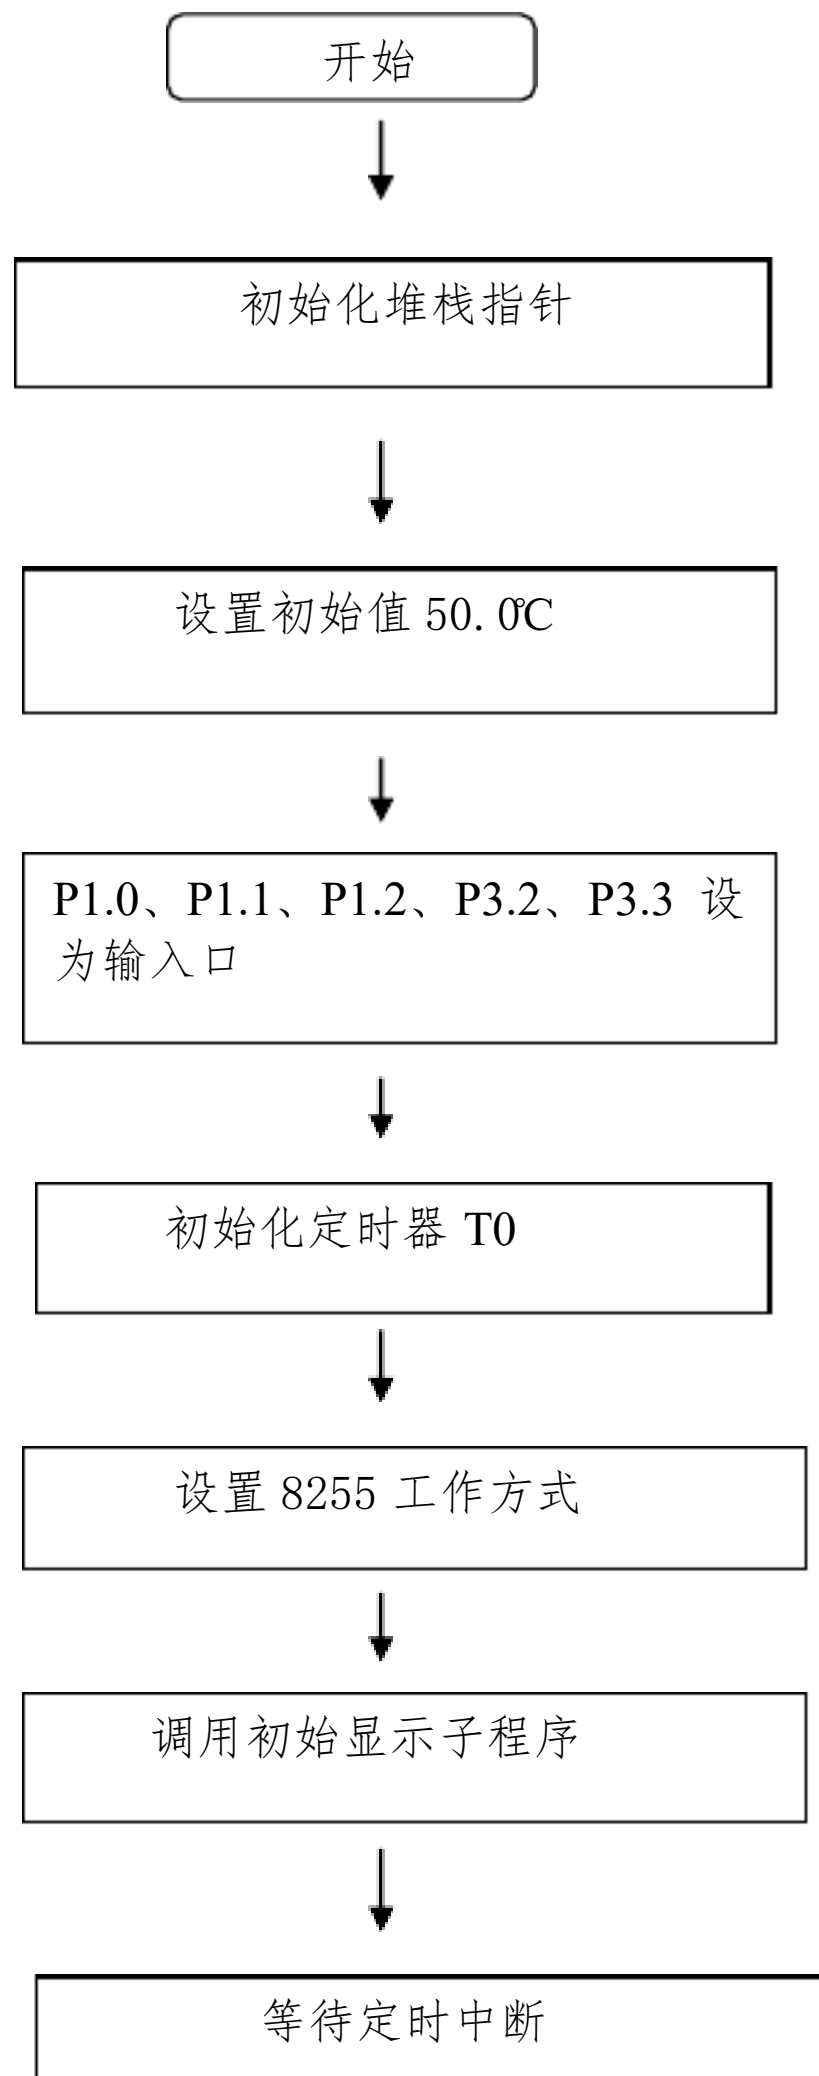 开始
初始化堆栈指针
设置初始值 50.0℃
P1.0、P1.1、P1.2、P3.2、P3.3 设
为输入口
初始化定时器 T0
设置 8255 工作方式
调用初始显示子程序
等待定时中断